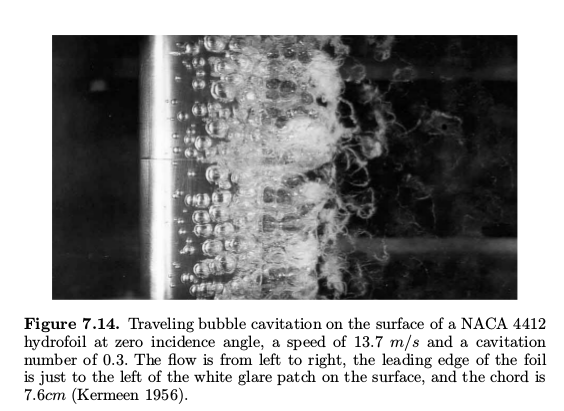 Figure 7.14. Traveling bubble cavitation on the surface of a NACA 4412
hydrofoil at zero incidence angle, a speed of 13.7 m/s and a cavitation
number of 0.3. The flow is from left to right, the leading edge of the foil
is just to the left of the white glare patch on the surface, and the chord is
7.6cm (Kermeen 1956).